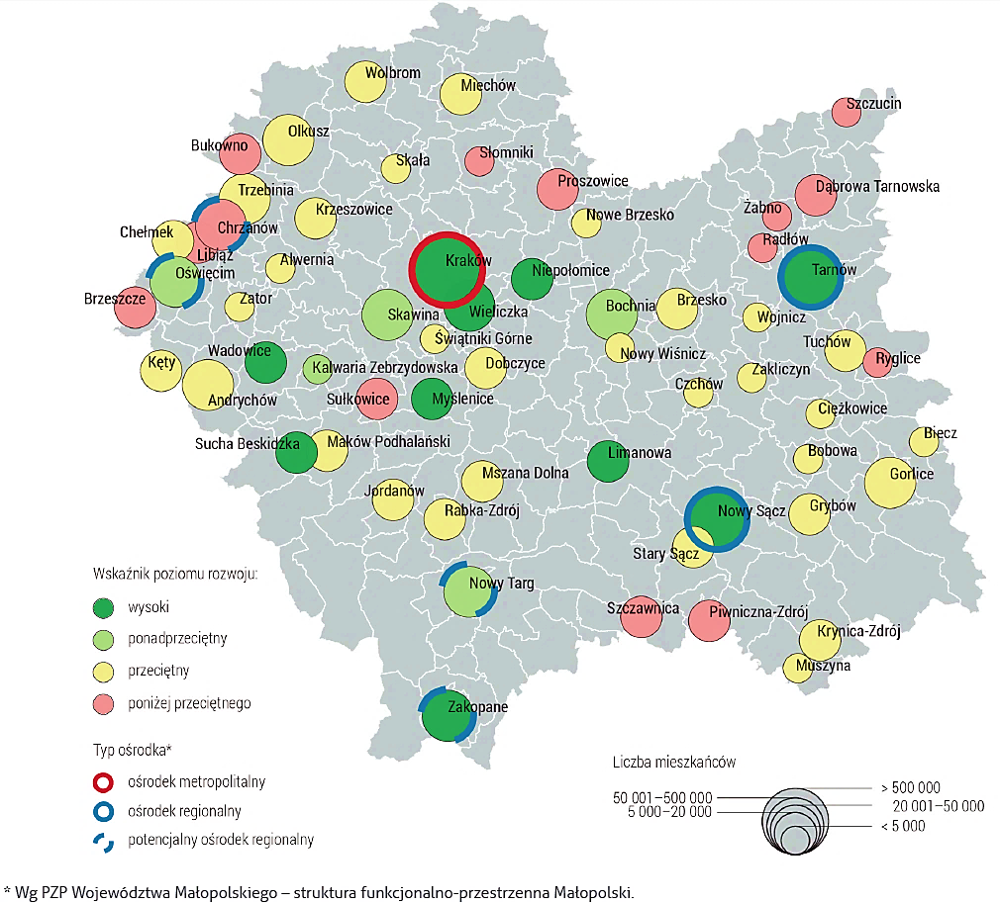 Wolbrom
Miechów
Szczucin
Olkusz
Bukowno
Skała
Słomniki
Proszowice
Dąbrowa Tarnowska
Trzebinia
Krzeszowice
Nowe Brzesko
Żabno
Chrzanów
Chełmek
Radłów
Libiąż
Alwernia
Kraków
Niepołomice
Tarnów
Oświęcim
Brzeszcze
Zator
Skawina
Wieliczka
Bochnia
Brzesko
Wojnicz
Świątniki Górne
Tuchów
Wadowice
Nowy Wiśnicz
Ryglice
Kęty
Kalwaria Zebrzydowska
Dobczyce
Zakliczyn
Andrychów
Sułkowice
Myślenice
Czchów
Ciężkowice
Sucha Beskidzka
Maków Podhalański
Limanowa
Bobowa
Biecz
Mszana Dolna
Gorlice
Jordanów
Rabka-Zdrój
Nowy Sącz
Grybów
Stary Sącz
Nowy Targ
Szczawnica
Piwniczna-Zdrój
Krynica-Zdrój
Muszyna
Zakopane
Wskaźnik poziomu rozwoju:
wysoki
ponadprzeciętny
przeciętny
poniżej przeciętnego
Typ ośrodka*
ośrodek metropolitalny
ośrodek regionalny
potencjalny ośrodek regionalny
Liczba mieszkańców
> 500 000
50 001–500 000
20 001–50 000
5 000–20 000
< 5 000
* Wg PZP Województwa Małopolskiego – struktura funkcjonalno-przestrzenna Małopolski.